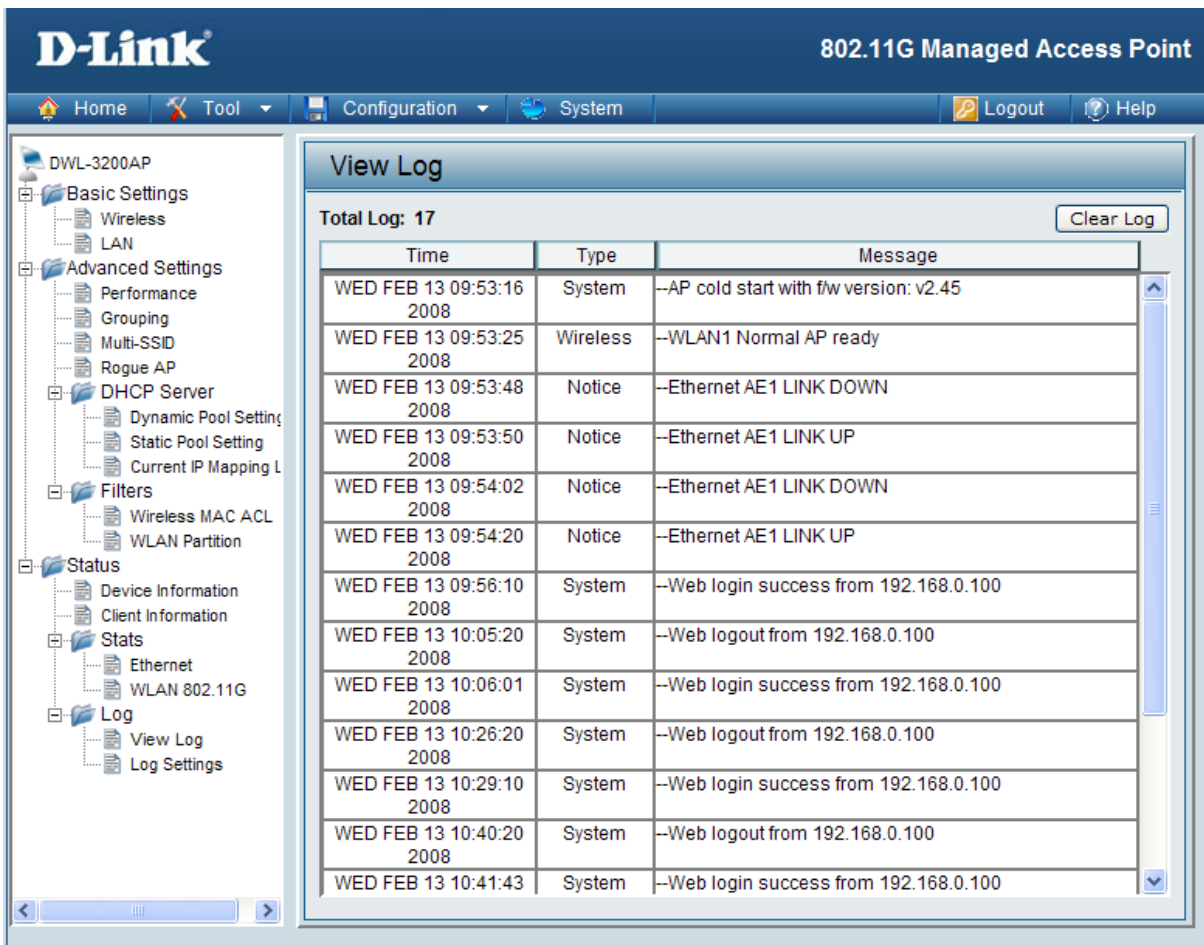 D-Link
802.11G Managed Access Point
Home Tool Configuration System Logout Help
DWL-3200AP
Basic Settings
Wireless
LAN
Advanced Settings
Performance
Grouping
Multi-SSID
Rogue AP
DHCP Server
Dynamic Pool Setting
Static Pool Setting
Current IP Mapping L
Filters
Wireless MAC ACL
WLAN Partition
Status
Device Information
Client Information
Stats
Ethernet
WLAN 802.11G
Log
View Log
Log Settings
View Log
Total Log: 17 Clear Log
Time Type Message
WED FEB 13 09:53:16 System --AP cold start with f/w version: v2.45
2008
WED FEB 13 09:53:25 Wireless --WLAN1 Normal AP ready
2008
WED FEB 13 09:53:48 Notice --Ethernet AE1 LINK DOWN
2008
WED FEB 13 09:53:50 Notice --Ethernet AE1 LINK UP
2008
WED FEB 13 09:54:02 Notice --Ethernet AE1 LINK DOWN
2008
WED FEB 13 09:54:20 Notice --Ethernet AE1 LINK UP
2008
WED FEB 13 09:56:10 System --Web login success from 192.168.0.100
2008
WED FEB 13 10:05:20 System --Web logout from 192.168.0.100
2008
WED FEB 13 10:06:01 System --Web login success from 192.168.0.100
2008
WED FEB 13 10:26:20 System --Web logout from 192.168.0.100
2008
WED FEB 13 10:29:10 System --Web login success from 192.168.0.100
2008
WED FEB 13 10:40:20 System --Web logout from 192.168.0.100
2008
WED FEB 13 10:41:43 System --Web login success from 192.168.0.100